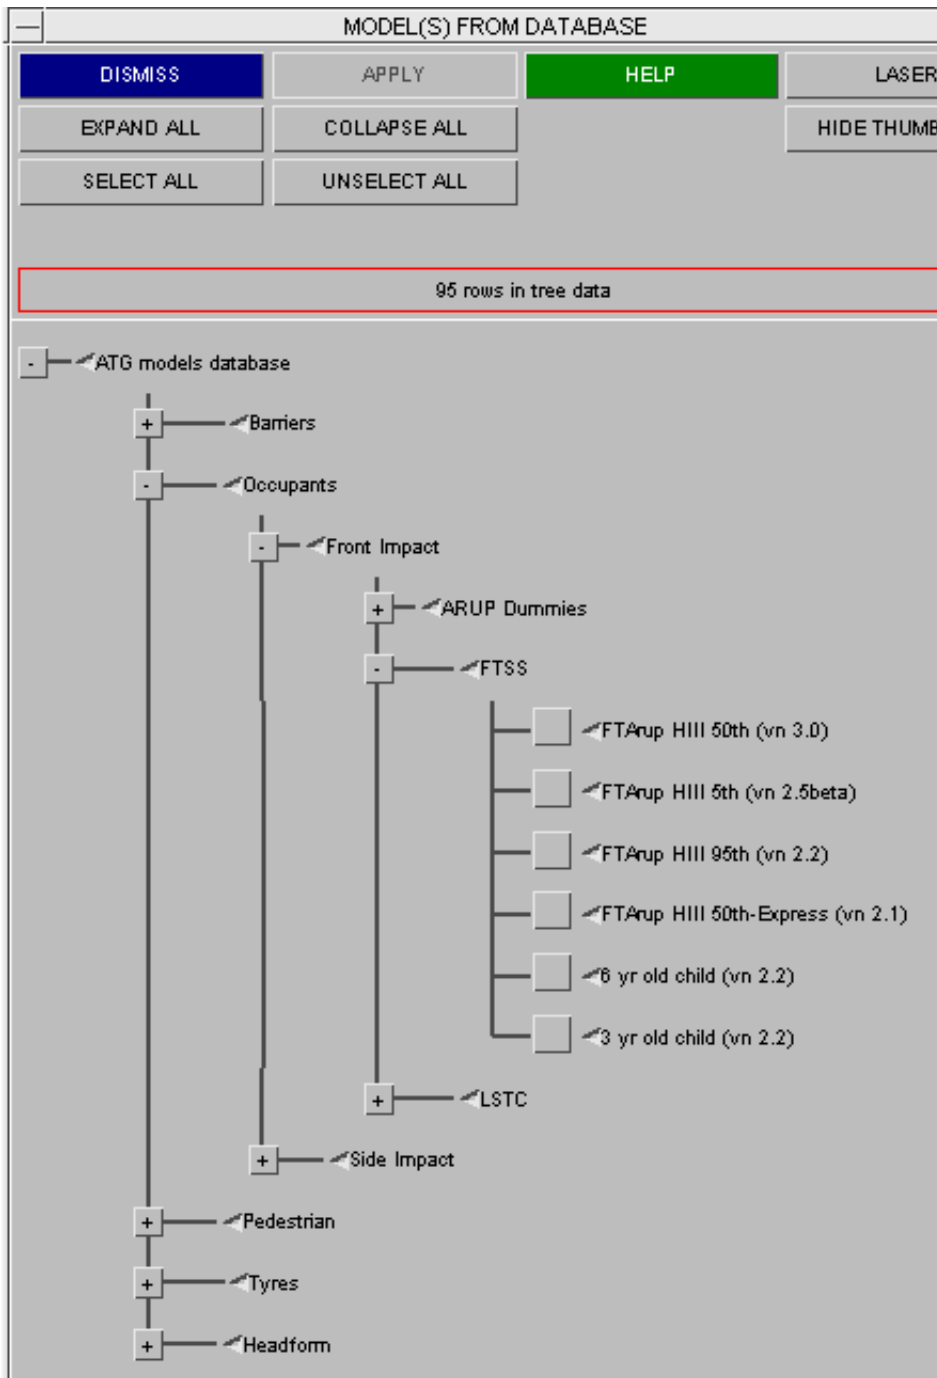 MODEL(S) FROM DATABASE
DISMISS APPLY HELP LASER
EXPAND ALL COLLAPSE ALL HIDE THUMB
SELECT ALL UNSELECT ALL
95 rows in tree data
- ATG models database
+ Barriers
- Occupants
- Front Impact
+ ARUP Dummies
- FTSS
FTArup HIII 50th (vn 3.0)
FTArup HIII 5th (vn 2.5beta)
FTArup HIII 95th (vn 2.2)
FTArup HIII 50th-Express (vn 2.1)
6 yr old child (vn 2.2)
3 yr old child (vn 2.2)
+ LSTC
+ Side Impact
+ Pedestrian
+ Tyres
+ Headform